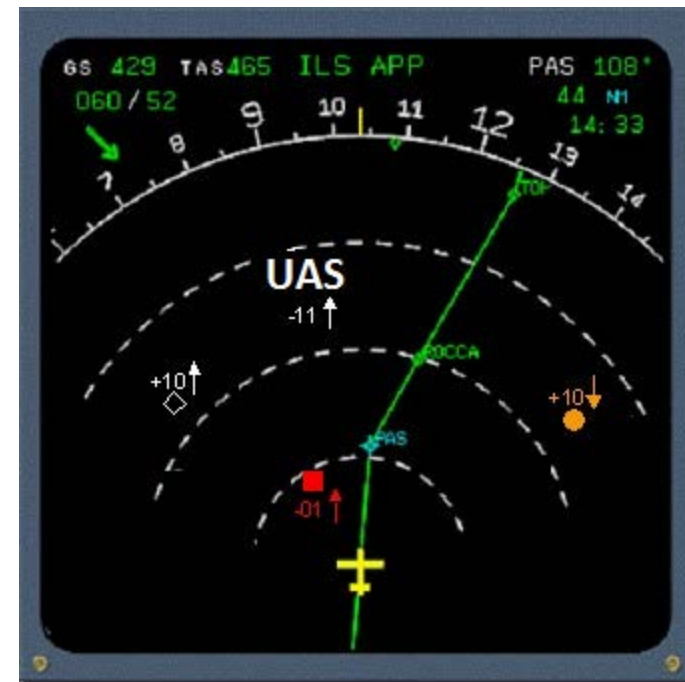 GS 429 TAS465 ILS APP PAS 108°
060/52 44 NM
14:33
7 8 9 10 11 12 13 14
TOP
UAS
-11
ROCCA
+10
+10
PAS
-01